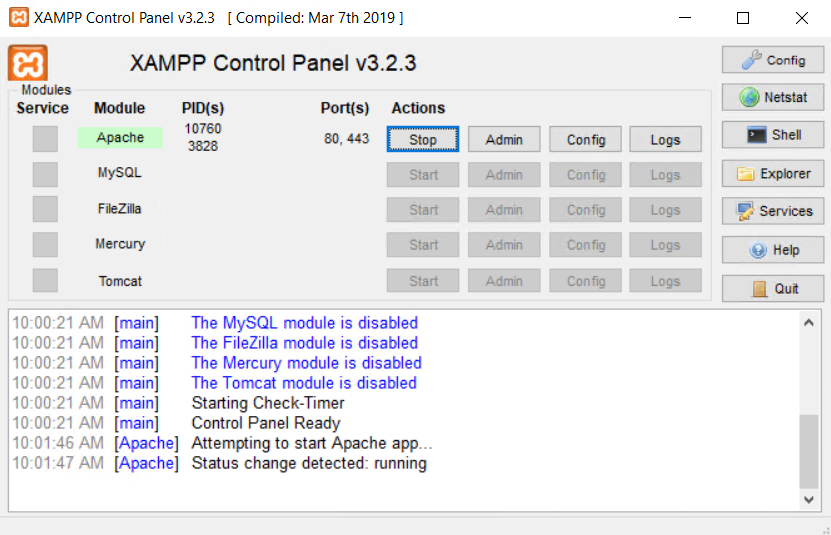 XAMPP Control Panel v3.2.3 [ Compiled: Mar 7th 2019 ]
XAMPP Control Panel v3.2.3
Config
Modules
Service Module PID(s) Port(s) Actions
Netstat
Apache 10760 3828 80, 443 Stop Admin Config Logs
Shell
MySQL Start Admin Config Logs
Explorer
FileZilla Start Admin Config Logs
Services
Mercury Start Admin Config Logs
Help
Tomcat Start Admin Config Logs
Quit
10:00:21 AM [main] The MySQL module is disabled
10:00:21 AM [main] The FileZilla module is disabled
10:00:21 AM [main] The Mercury module is disabled
10:00:21 AM [main] The Tomcat module is disabled
10:00:21 AM [main] Starting Check-Timer
10:00:21 AM [main] Control Panel Ready
10:01:46 AM [Apache] Attempting to start Apache app...
10:01:47 AM [Apache] Status change detected: running